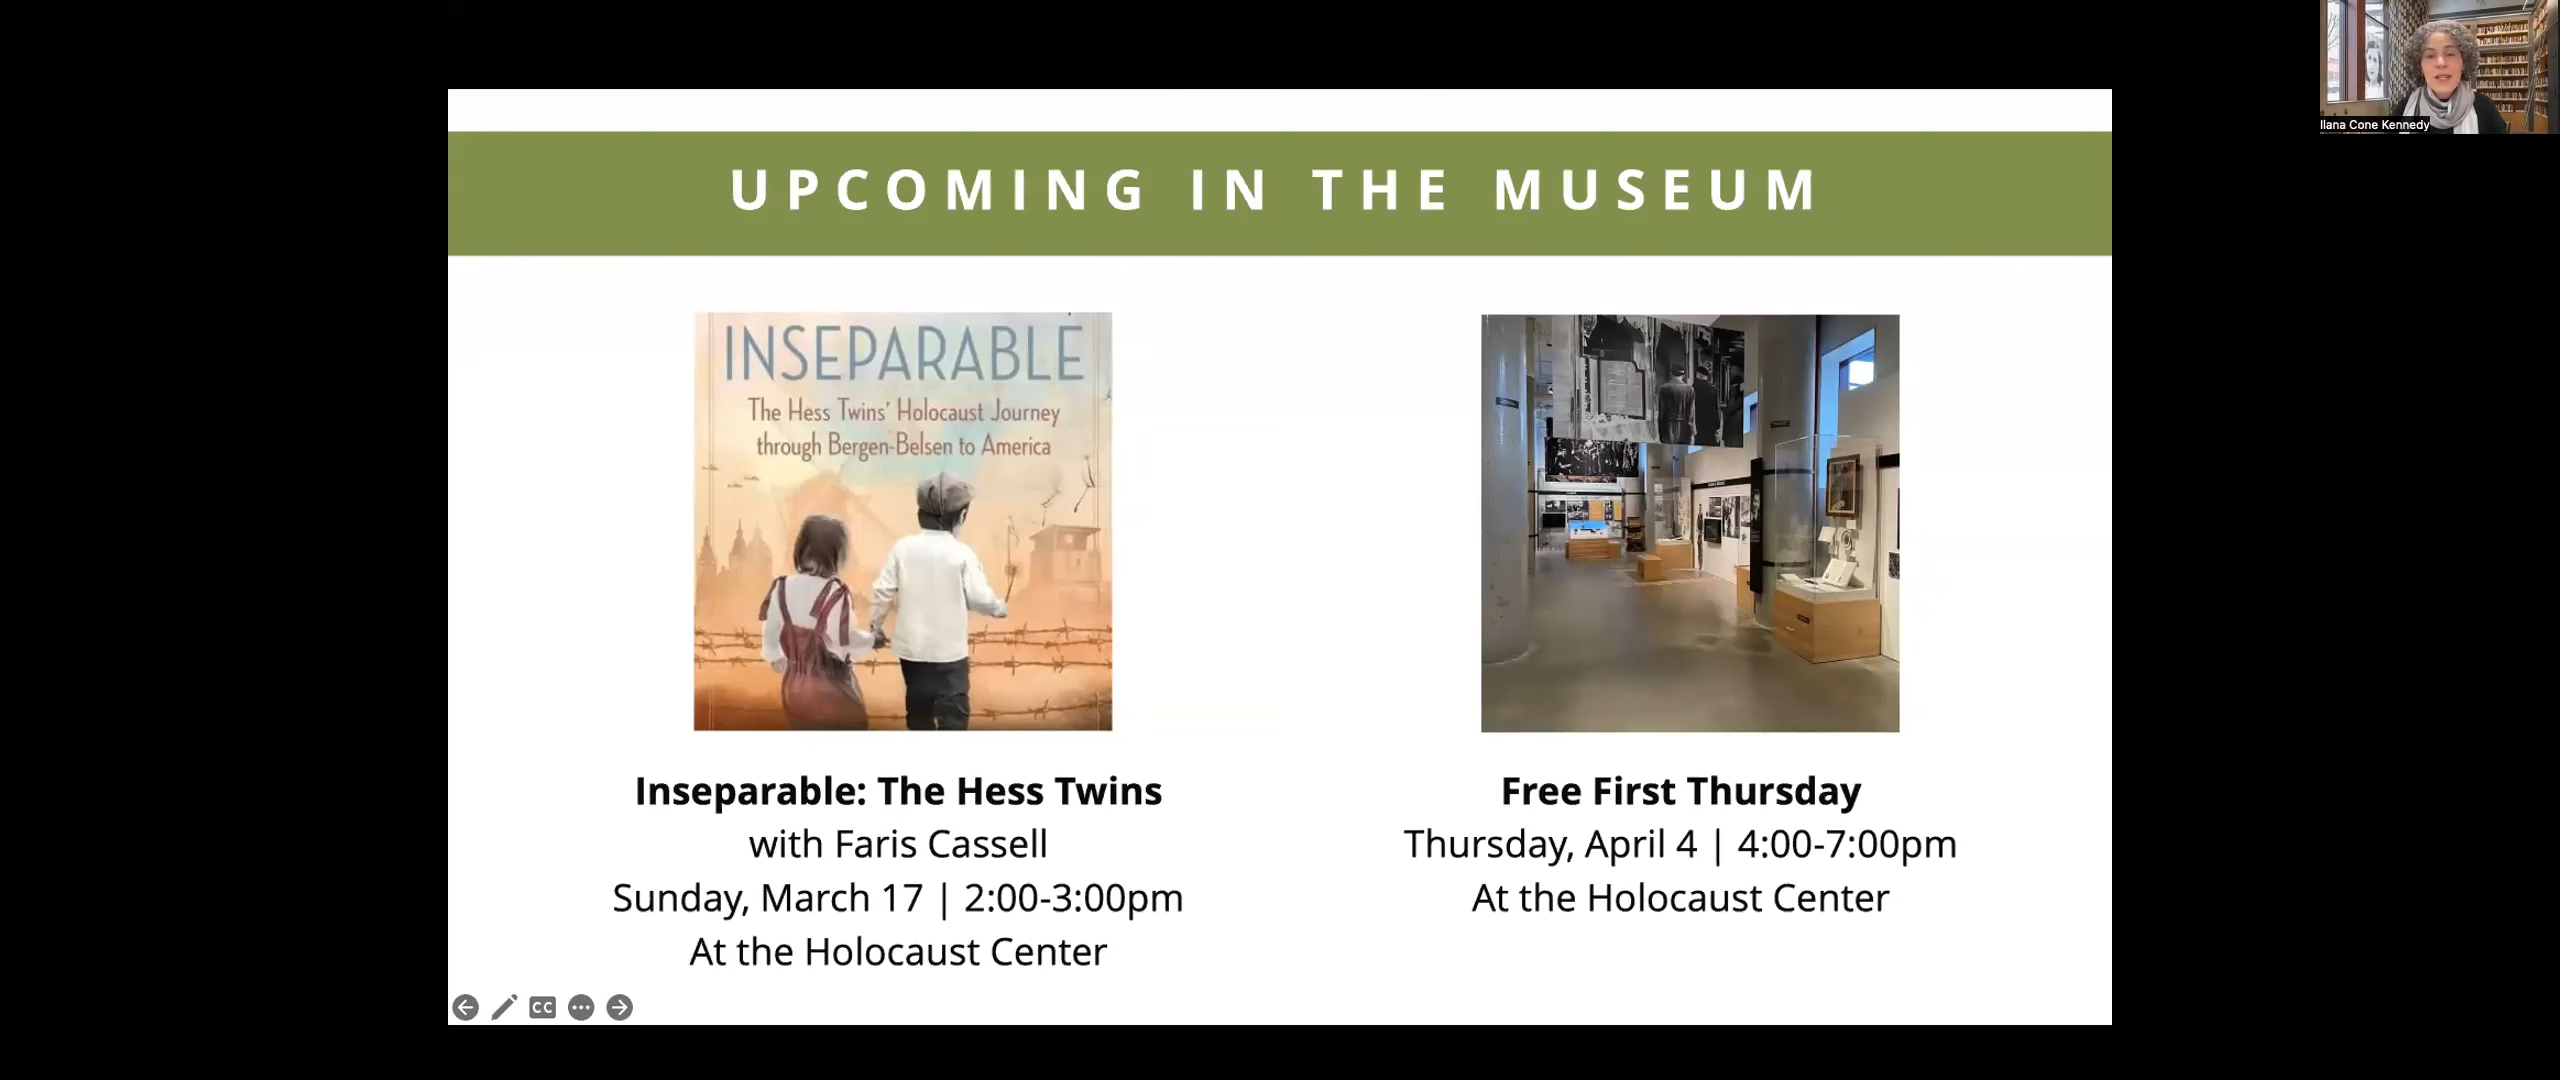 Ilana Cone Kennedy
UPCOMING IN THE MUSEUM
INSEPARABLE
The Hess Twins' Holocaust Journey
through Bergen-Belsen to America
Inseparable: The Hess Twins
with Faris Cassell
Sunday, March 17 | 2:00-3:00pm
At the Holocaust Center
Free First Thursday
Thursday, April 4 | 4:00-7:00pm
At the Holocaust Center
CC